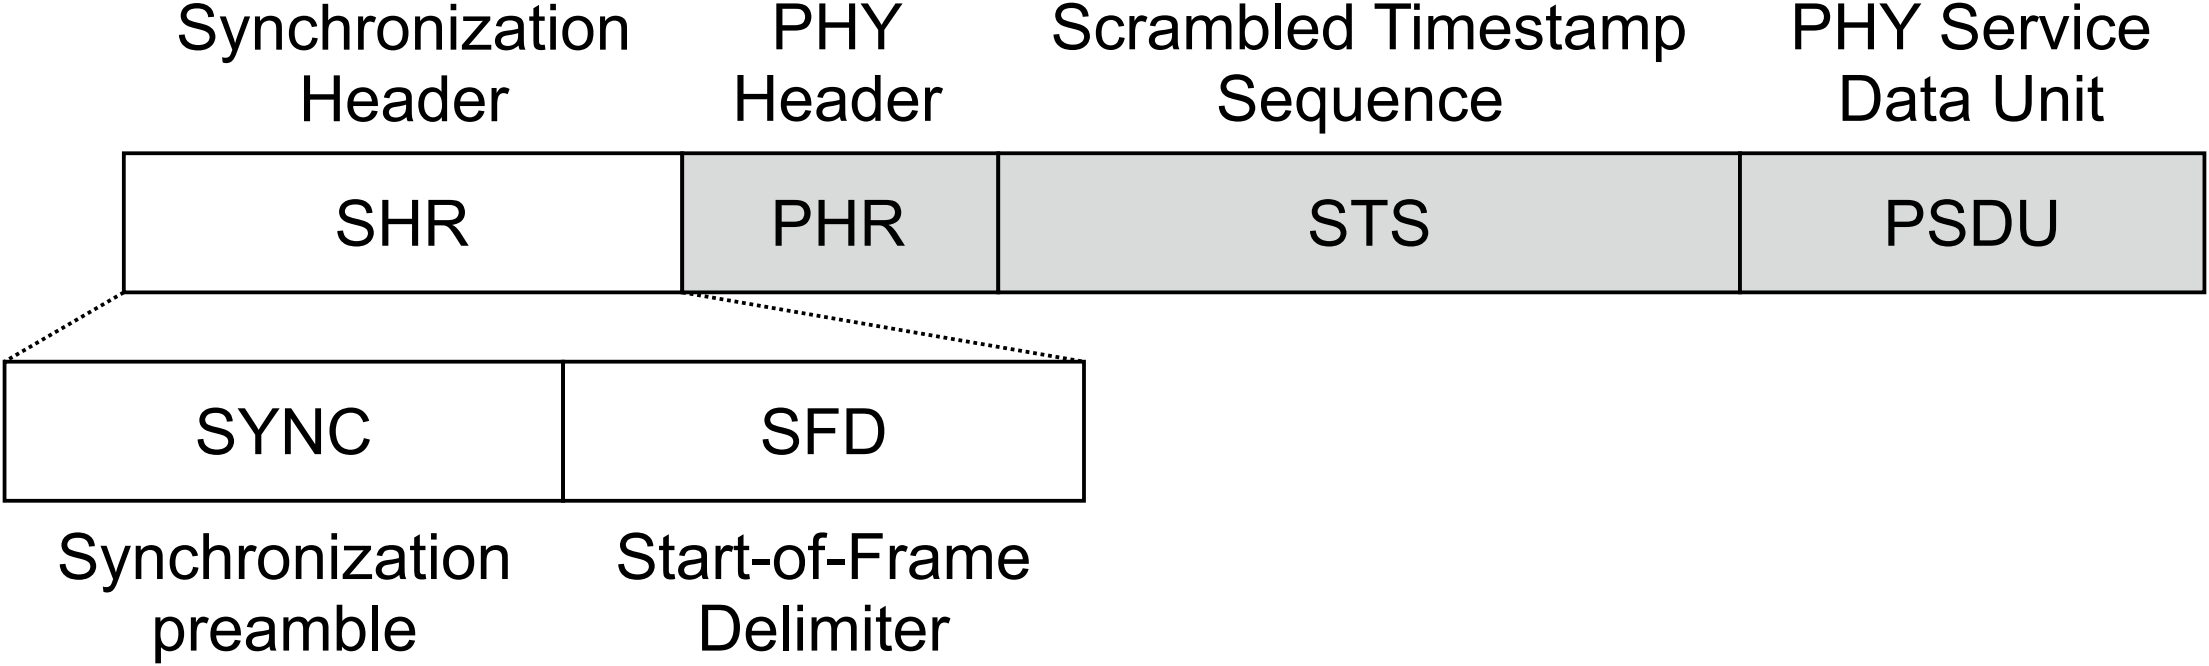 Synchronization
Header
PHY
Header
Scrambled Timestamp
Sequence
PHY Service
Data Unit
SHR
PHR
STS
PSDU
SYNC
SFD
Synchronization
preamble
Start-of-Frame
Delimiter